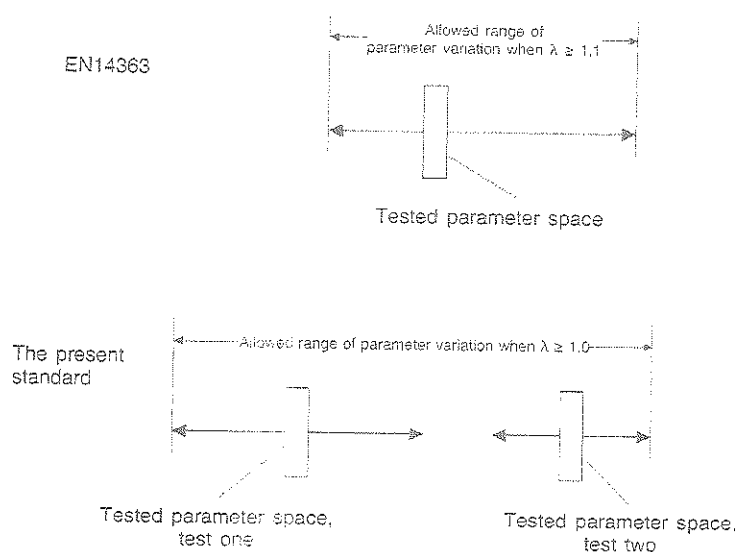 Allowed range of
parameter variation when λ ≥ 1,1
EN14363
Tested parameter space
Allowed range of parameter variation when λ ≥ 1,0
The present
standard
Tested parameter space,
test one
Tested parameter space,
test two